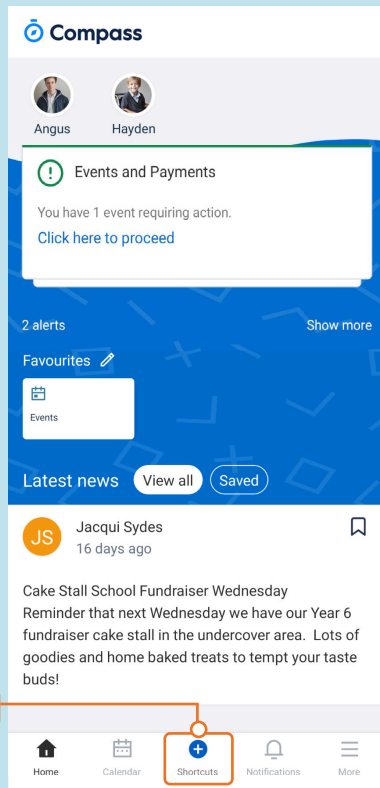 Compass
Angus Hayden
Events and Payments
You have 1 event requiring action.
Click here to proceed
2 alerts Show more
Favourites
Events
Latest news View all Saved
JS Jacqui Sydes
16 days ago
Cake Stall School Fundraiser Wednesday
Reminder that next Wednesday we have our Year 6
fundraiser cake stall in the undercover area. Lots of
goodies and home baked treats to tempt your taste
buds!
Home Calendar Shortcuts Notifications More